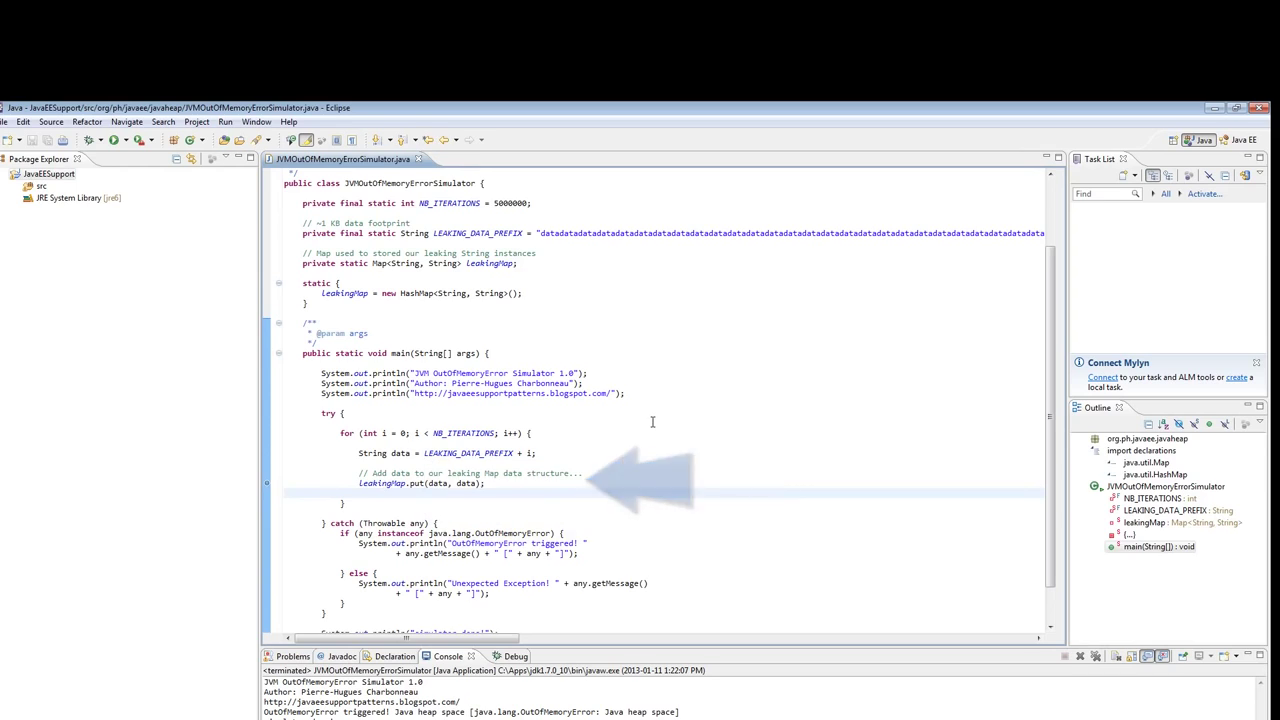 Java - JavaEESupport/src/org/ph/javaee/javaheap/JVMOutOfMemoryErrorSimulator.java - Eclipse
File Edit Source Refactor Navigate Search Project Run Window Help
Java Java EE
Package Explorer
JavaEESupport
src
JRE System Library [jre6]
JVMOutOfMemoryErrorSimulator.java
*/
public class JVMOutOfMemoryErrorSimulator {
private final static int NB_ITERATIONS = 5000000;
// ~1 KB data footprint
private final static String LEAKING_DATA_PREFIX = "datadatadatadatadatadatadatadatadatadatadatadatadatadatadatadatadatadatadatadatadatadatadatadatadatadatadata
// Map used to stored our leaking String instances
private static Map<String, String> leakingMap;
static {
leakingMap = new HashMap<String, String>();
}
/**
* @param args
*/
public static void main(String[] args) {
System.out.println("JVM OutOfMemoryError Simulator 1.0");
System.out.println("Author: Pierre-Hugues Charbonneau");
System.out.println("http://javaeesupportpatterns.blogspot.com/");
try {
for (int i = 0; i < NB_ITERATIONS; i++) {
String data = LEAKING_DATA_PREFIX + i;
// Add data to our leaking Map data structure...
leakingMap.put(data, data);
}
} catch (Throwable any) {
if (any instanceof java.lang.OutOfMemoryError) {
System.out.println("OutOfMemoryError triggered! "
+ any.getMessage() + " [" + any + "]");
} else {
System.out.println("Unexpected Exception! " + any.getMessage()
+ " [" + any + "]");
}
}
System.out.println("simulator done!");
Task List
Find All Activate...
Connect Mylyn
Connect to your task and ALM tools or create a
local task.
Outline
org.ph.javaee.javaheap
import declarations
java.util.Map
java.util.HashMap
JVMOutOfMemoryErrorSimulator
NB_ITERATIONS : int
LEAKING_DATA_PREFIX : String
leakingMap : Map<String, String>
{...}
main(String[]) : void
Problems Javadoc Declaration Console Debug
<terminated> JVMOutOfMemoryErrorSimulator [Java Application] C:\Apps\jdk1.7.0_10\bin\javaw.exe (2013-01-11 1:22:07 PM)
JVM OutOfMemoryError Simulator 1.0
Author: Pierre-Hugues Charbonneau
http://javaeesupportpatterns.blogspot.com/
OutOfMemoryError triggered! Java heap space [java.lang.OutOfMemoryError: Java heap space]